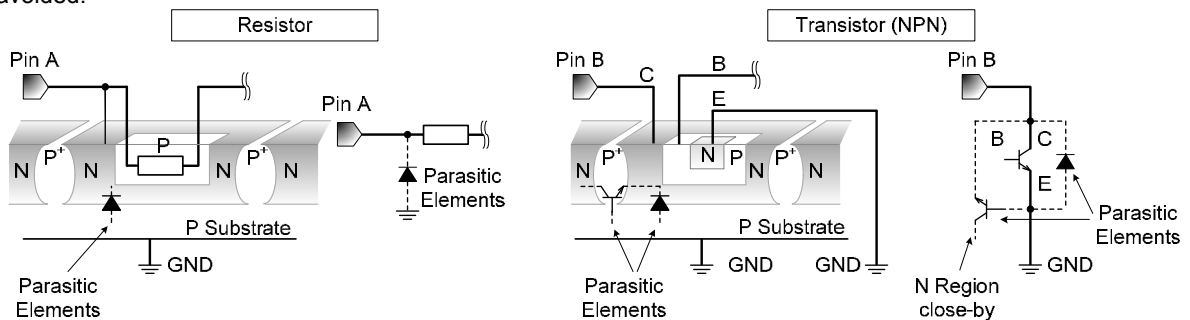 avoided.
Resistor
Transistor (NPN)
Pin A
Pin A
N
P+
N
P
N
P+
N
Parasitic
Elements
P Substrate
GND
Parasitic
Elements
Pin B
C
B
E
N
P+
N
N
P
N
P+
N
P Substrate
GND
GND
Parasitic
Elements
Pin B
B
C
E
Parasitic
Elements
GND
N Region
close-by